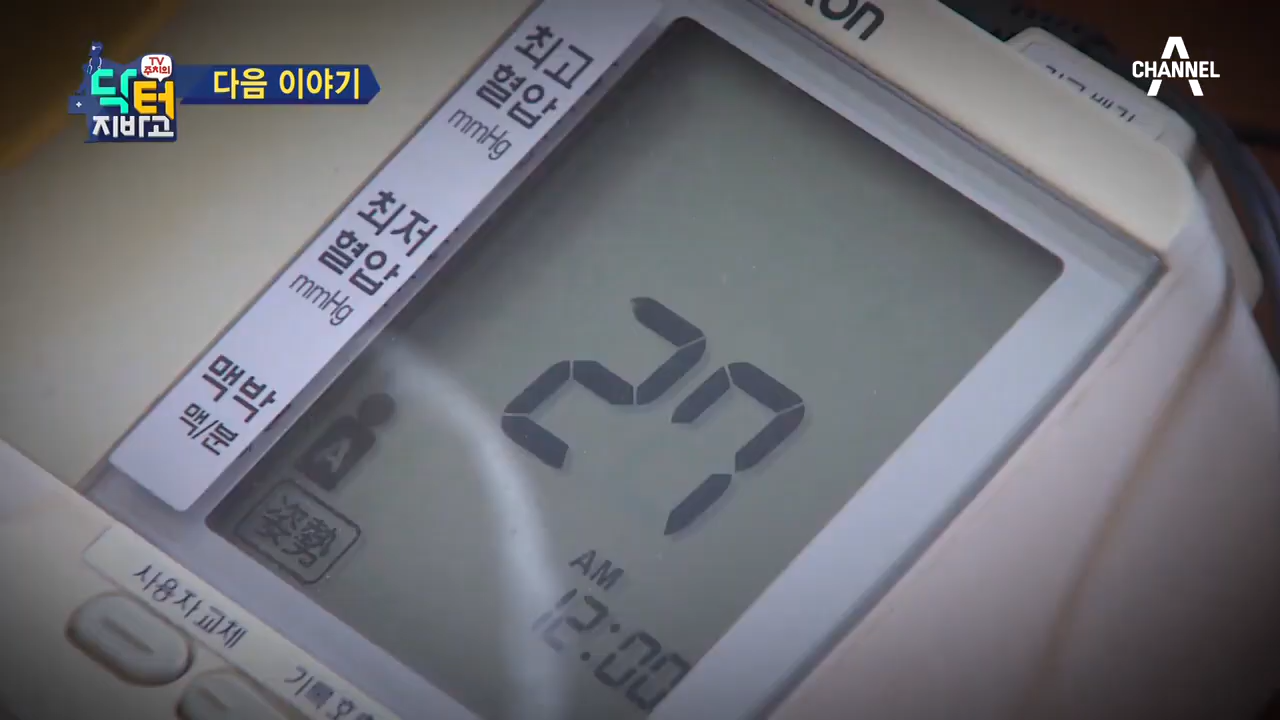 TV
주치의
닥터
지바고
다음 이야기
CHANNEL
최고
혈압
mmHg
최저
혈압
mmHg
맥박
맥/분
27
A
姿勢
AM
12:00
사용자교체